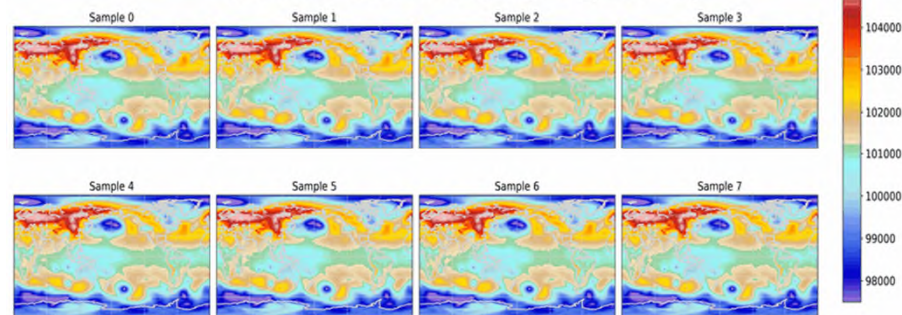 Sample 0
Sample 1
Sample 2
Sample 3
Sample 4
Sample 5
Sample 6
Sample 7
104000
103000
102000
101000
100000
99000
98000